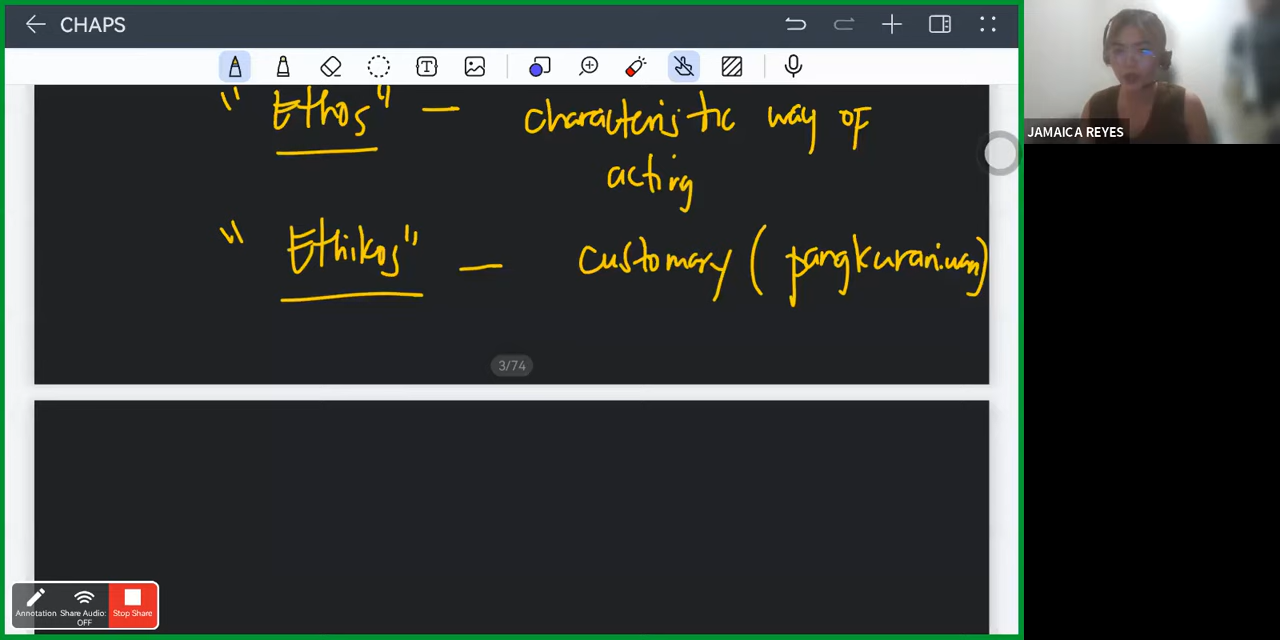 CHAPS
JAMAICA REYES
"Ethos" — characteristic way of
acting
"Ethikos" — customary (pangkaraniwan)
3/74
Annotation Share Audio: OFF Stop Share